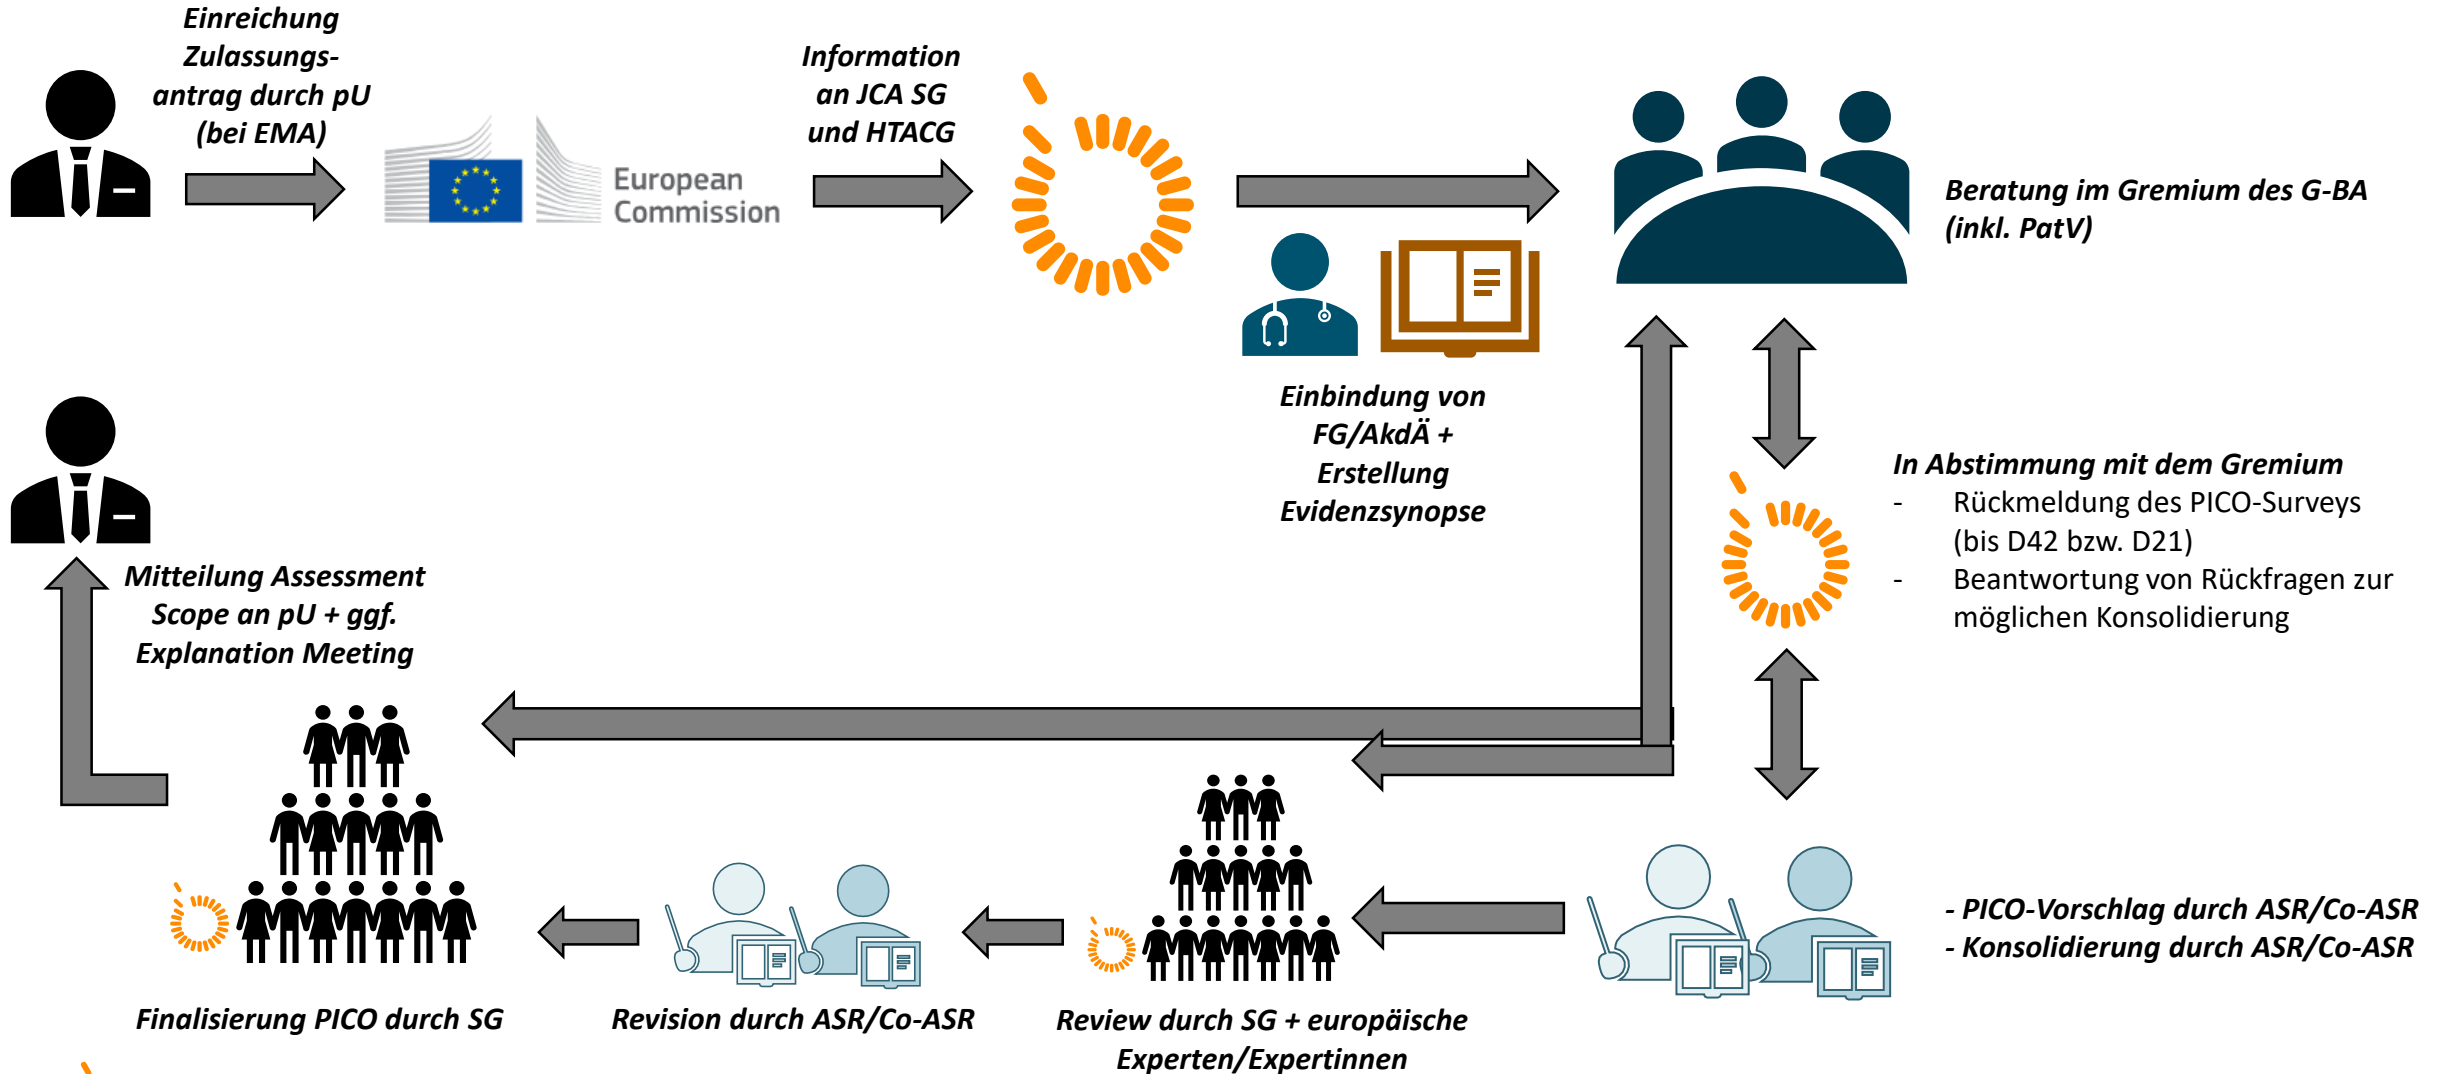 Einreichung
Zulassungs-
antrag durch pU
(bei EMA)
European
Commission
Information
an JCA SG
und HTACG
Beratung im Gremium des G-BA
(inkl. PatV)
Einbindung von
FG/AkdÄ +
Erstellung
Evidenzsynopse
In Abstimmung mit dem Gremium
- Rückmeldung des PICO-Surveys
(bis D42 bzw. D21)
- Beantwortung von Rückfragen zur
möglichen Konsolidierung
Mitteilung Assessment
Scope an pU + ggf.
Explanation Meeting
- PICO-Vorschlag durch ASR/Co-ASR
- Konsolidierung durch ASR/Co-ASR
Finalisierung PICO durch SG
Revision durch ASR/Co-ASR
Review durch SG + europäische
Experten/Expertinnen